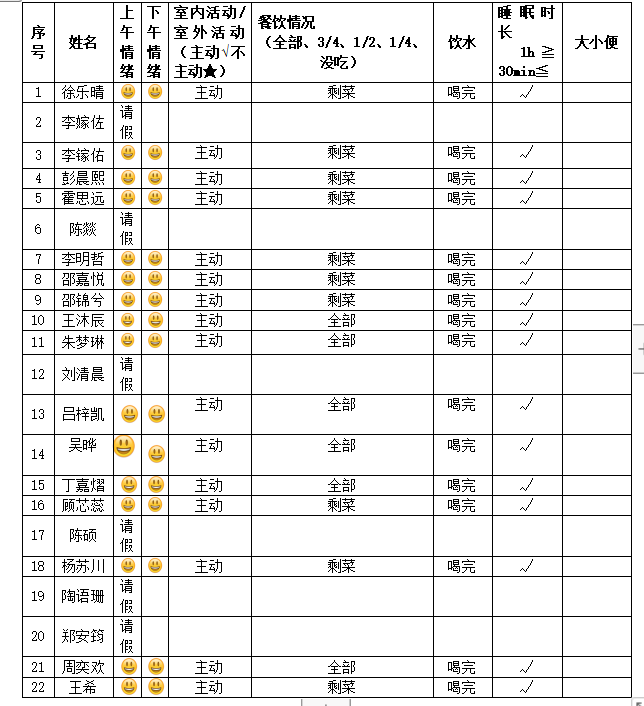 序号 姓名 上午情绪 下午情绪 室内活动/室外活动（主动√不主动★） 餐饮情况（全部、3/4、1/2、1/4、没吃） 饮水 睡眠时长 1h≧ 30min≦ 大小便
1 徐乐晴 😀 😀 主动 剩菜 喝完 √
2 李嫁佐 请假
3 李镓佑 😀 😀 主动 剩菜 喝完 √
4 彭晨熙 😀 😀 主动 剩菜 喝完 √
5 霍思远 😀 😀 主动 剩菜 喝完 √
6 陈燚 请假
7 李明哲 😀 😀 主动 剩菜 喝完 √
8 邵嘉悦 😀 😀 主动 剩菜 喝完 √
9 邵锦兮 😀 😀 主动 剩菜 喝完 √
10 王沐辰 😀 😀 主动 全部 喝完 √
11 朱梦琳 😀 😀 主动 全部 喝完 √
12 刘清晨 请假
13 吕梓凯 😀 😀 主动 全部 喝完 √
14 吴晔 😀 😀 主动 全部 喝完 √
15 丁嘉熠 😀 😀 主动 全部 喝完 √
16 顾芯蕊 😀 😀 主动 剩菜 喝完 √
17 陈硕 请假
18 杨苏川 😀 😀 主动 剩菜 喝完 √
19 陶语珊 请假
20 郑安筠 请假
21 周奕欢 😀 😀 主动 全部 喝完 √
22 王希 😀 😀 主动 剩菜 喝完 √